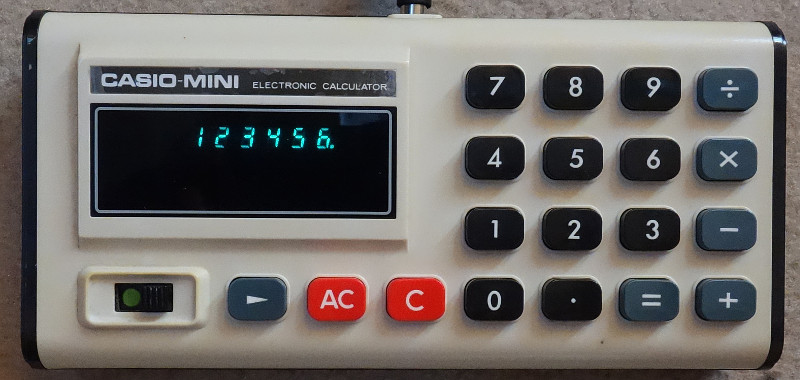 CASIO-MINI ELECTRONIC CALCULATOR
123456.
7 8 9 ÷
4 5 6 ×
1 2 3 −
AC C 0 · = +